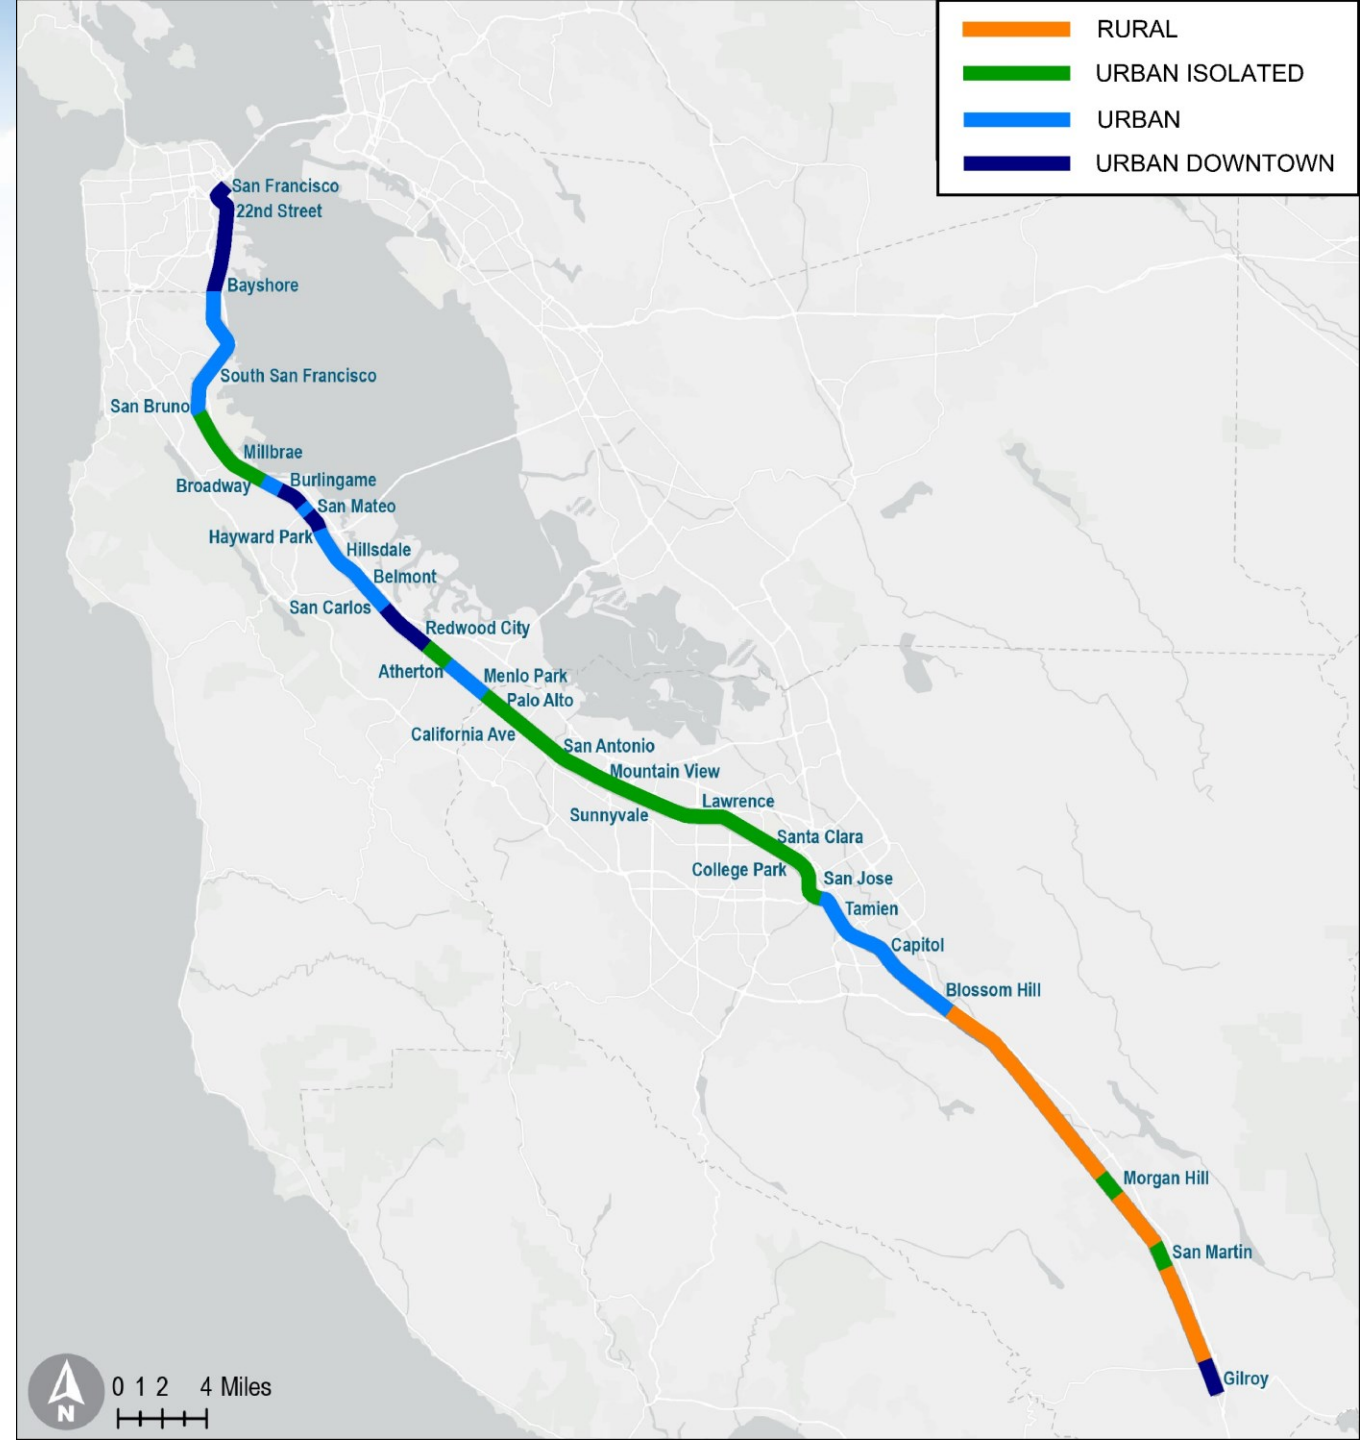 RURAL
URBAN ISOLATED
URBAN
URBAN DOWNTOWN
San Francisco
22nd Street
Bayshore
South San Francisco
San Bruno
Millbrae
Broadway
Burlingame
San Mateo
Hayward Park
Hillsdale
Belmont
San Carlos
Redwood City
Atherton
Menlo Park
Palo Alto
California Ave
San Antonio
Mountain View
Lawrence
Sunnyvale
Santa Clara
College Park
San Jose
Tamien
Capitol
Blossom Hill
Morgan Hill
San Martin
Gilroy
0 1 2 4 Miles
N